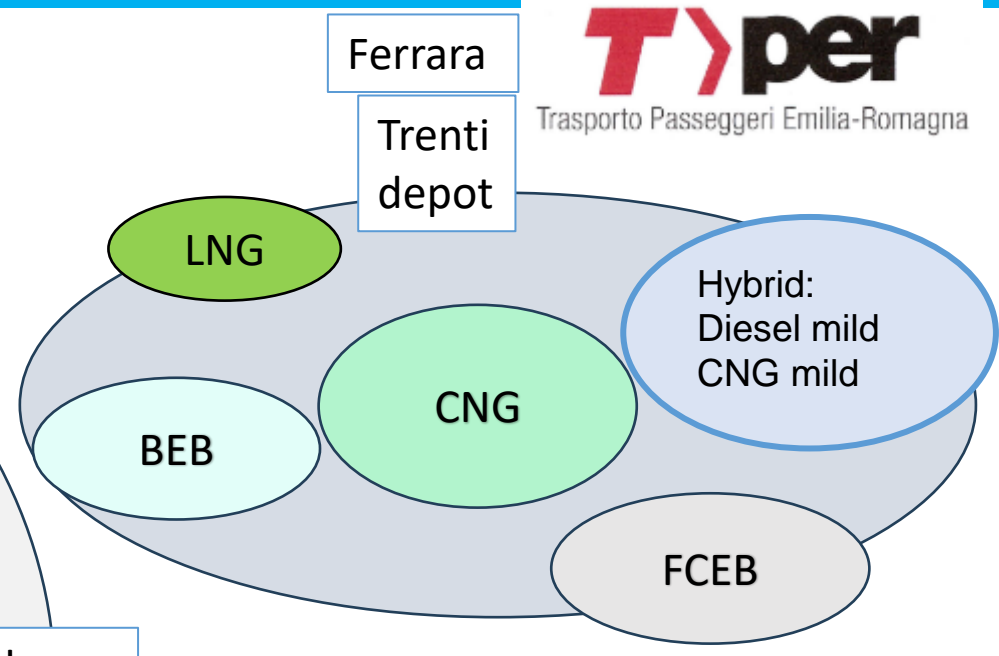 Ferrara
T>per
Trasporto Passeggeri Emilia-Romagna
Trenti
depot
LNG
Hybrid:
Diesel mild
CNG mild
CNG
BEB
FCEB